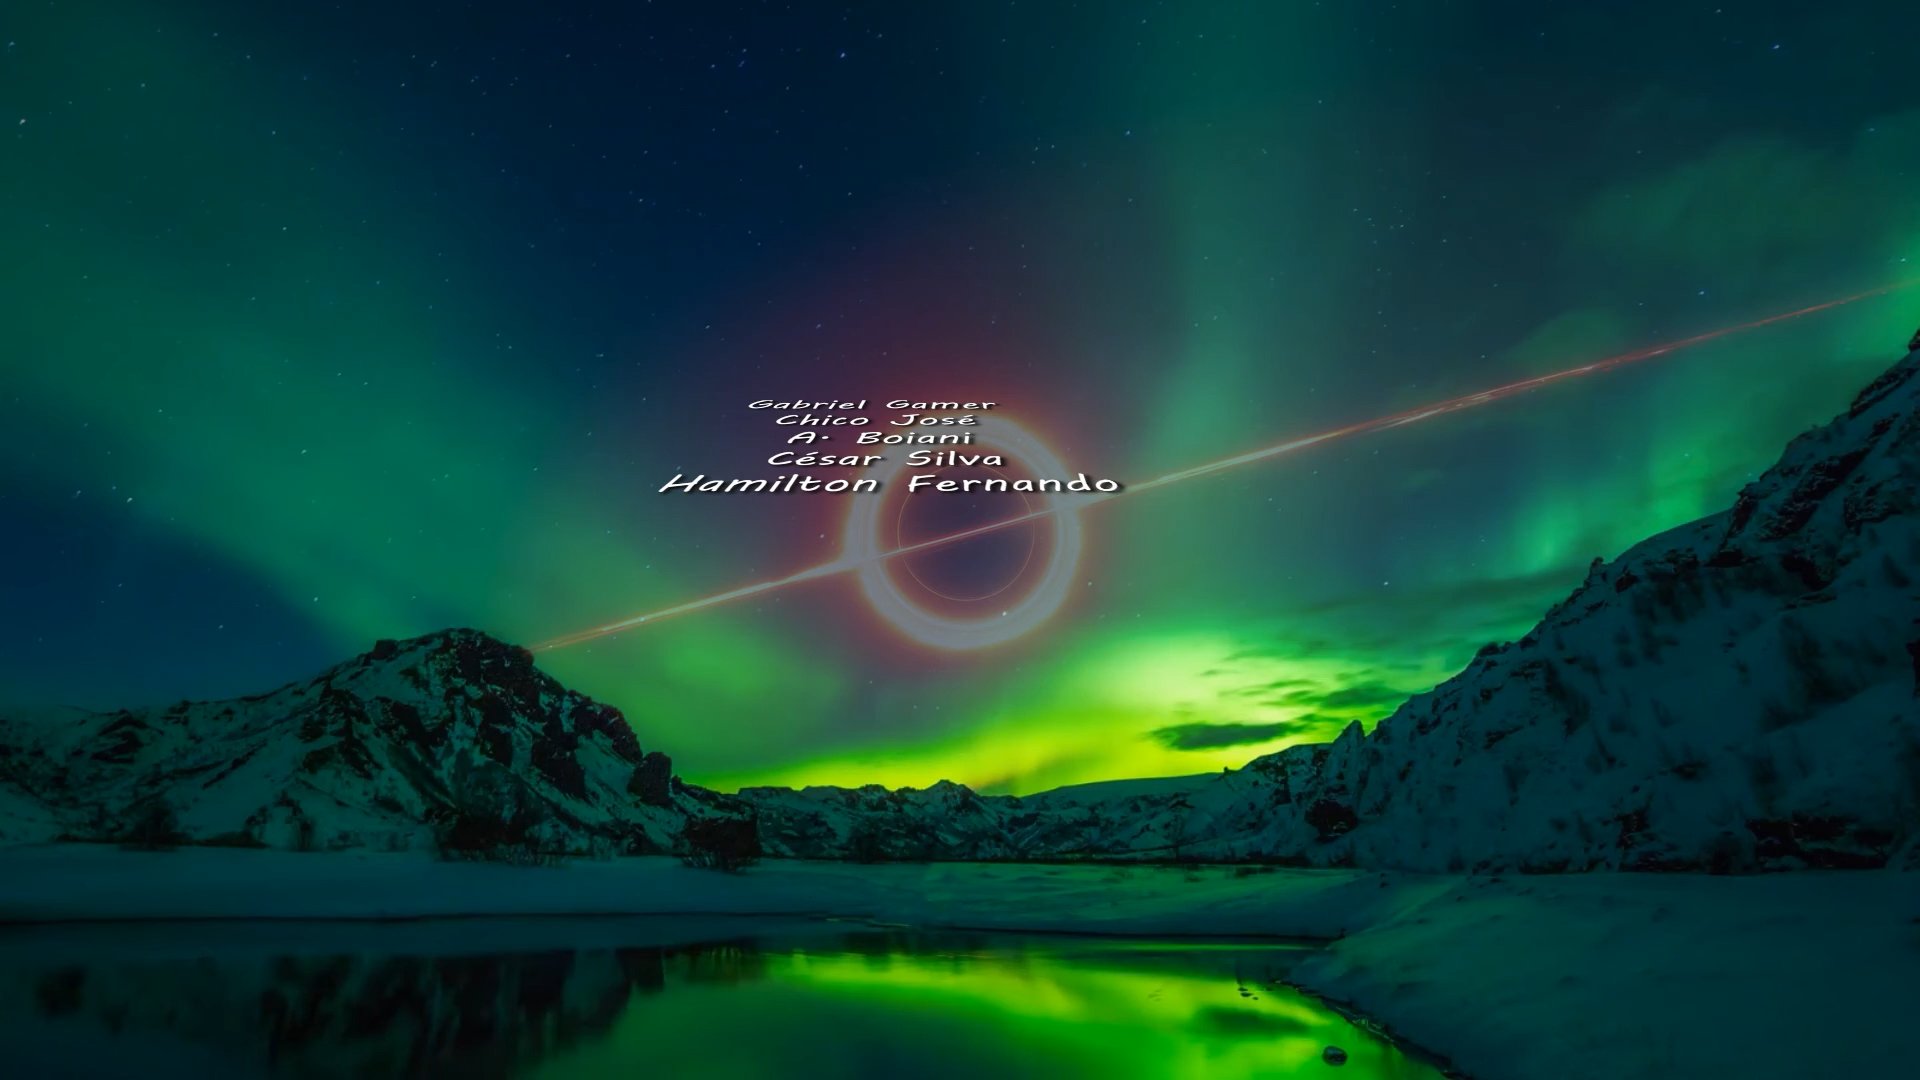 Gabriel Gamer
Chico José
A. Boiani
César Silva
Hamilton Fernando